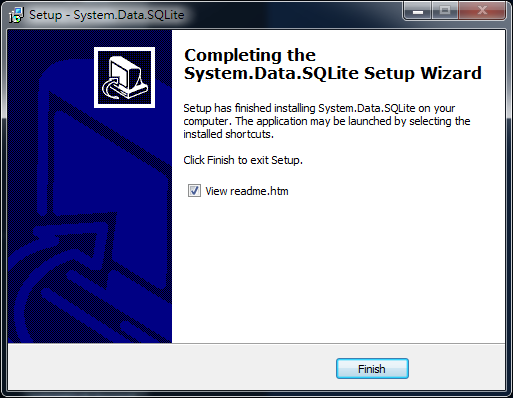 Setup - System.Data.SQLite
Completing the
System.Data.SQLite Setup Wizard
Setup has finished installing System.Data.SQLite on your
computer. The application may be launched by selecting the
installed shortcuts.
Click Finish to exit Setup.
View readme.htm
Finish